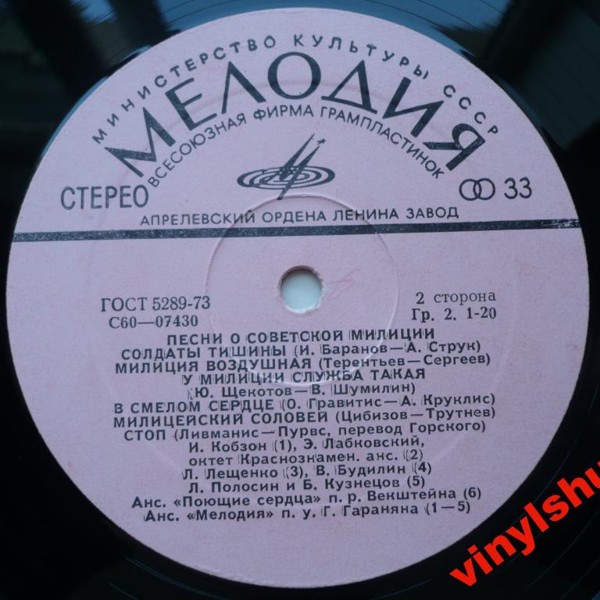 МИНИСТЕРСТВО КУЛЬТУРЫ СССР
МЕЛОДИЯ
ВСЕСОЮЗНАЯ ФИРМА ГРАМПЛАСТИНОК
СТЕРЕО
33
АПРЕЛЕВСКИЙ ОРДЕНА ЛЕНИНА ЗАВОД
ГОСТ 5289-73
С60—07430
2 сторона
Гр. 2. 1-20
ПЕСНИ О СОВЕТСКОЙ МИЛИЦИИ
СОЛДАТЫ ТИШИНЫ (И. Баранов—А. Струк)
МИЛИЦИЯ ВОЗДУШНАЯ (Терентьев—Сергеев)
У МИЛИЦИИ СЛУЖБА ТАКАЯ
(Ю. Щекотов—В. Шумилин)
В СМЕЛОМ СЕРДЦЕ (О. Гравитис—А. Круклис)
МИЛИЦЕЙСКИЙ СОЛОВЕЙ (Цибизов—Трутнев)
СТОП (Ливманис—Пурвс, перевод Горского)
И. Кобзон (1), Э. Лабковский,
октет Краснознамен. анс. (2)
Л. Лещенко (3), В. Будилин (4)
Л. Полосин и Б. Кузнецов (5)
Анс. «Поющие сердца» п. р. Векштейна (6)
Анс. «Мелодия» п. у. Г. Гараняна (1—5)
vinylshu